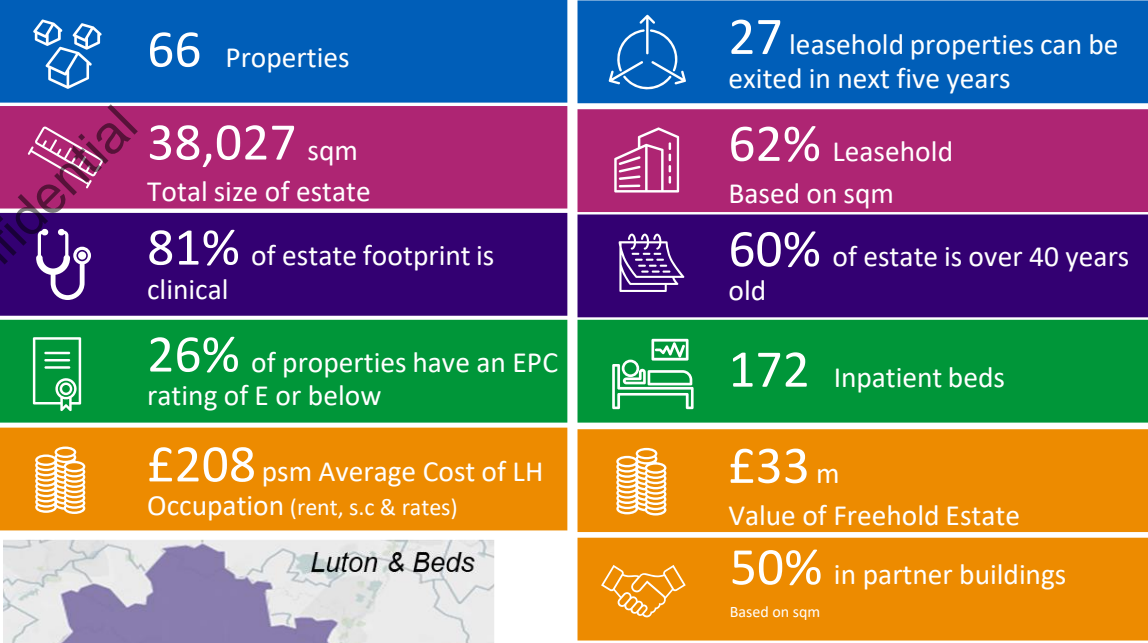 66 Properties
38,027 sqm
Total size of estate
81% of estate footprint is
clinical
26% of properties have an EPC
rating of E or below
£208 psm Average Cost of LH
Occupation (rent, s.c & rates)
Luton & Beds
27 leasehold properties can be
exited in next five years
62% Leasehold
Based on sqm
60% of estate is over 40 years
old
172 Inpatient beds
£33 m
Value of Freehold Estate
50% in partner buildings
Based on sqm
fidential